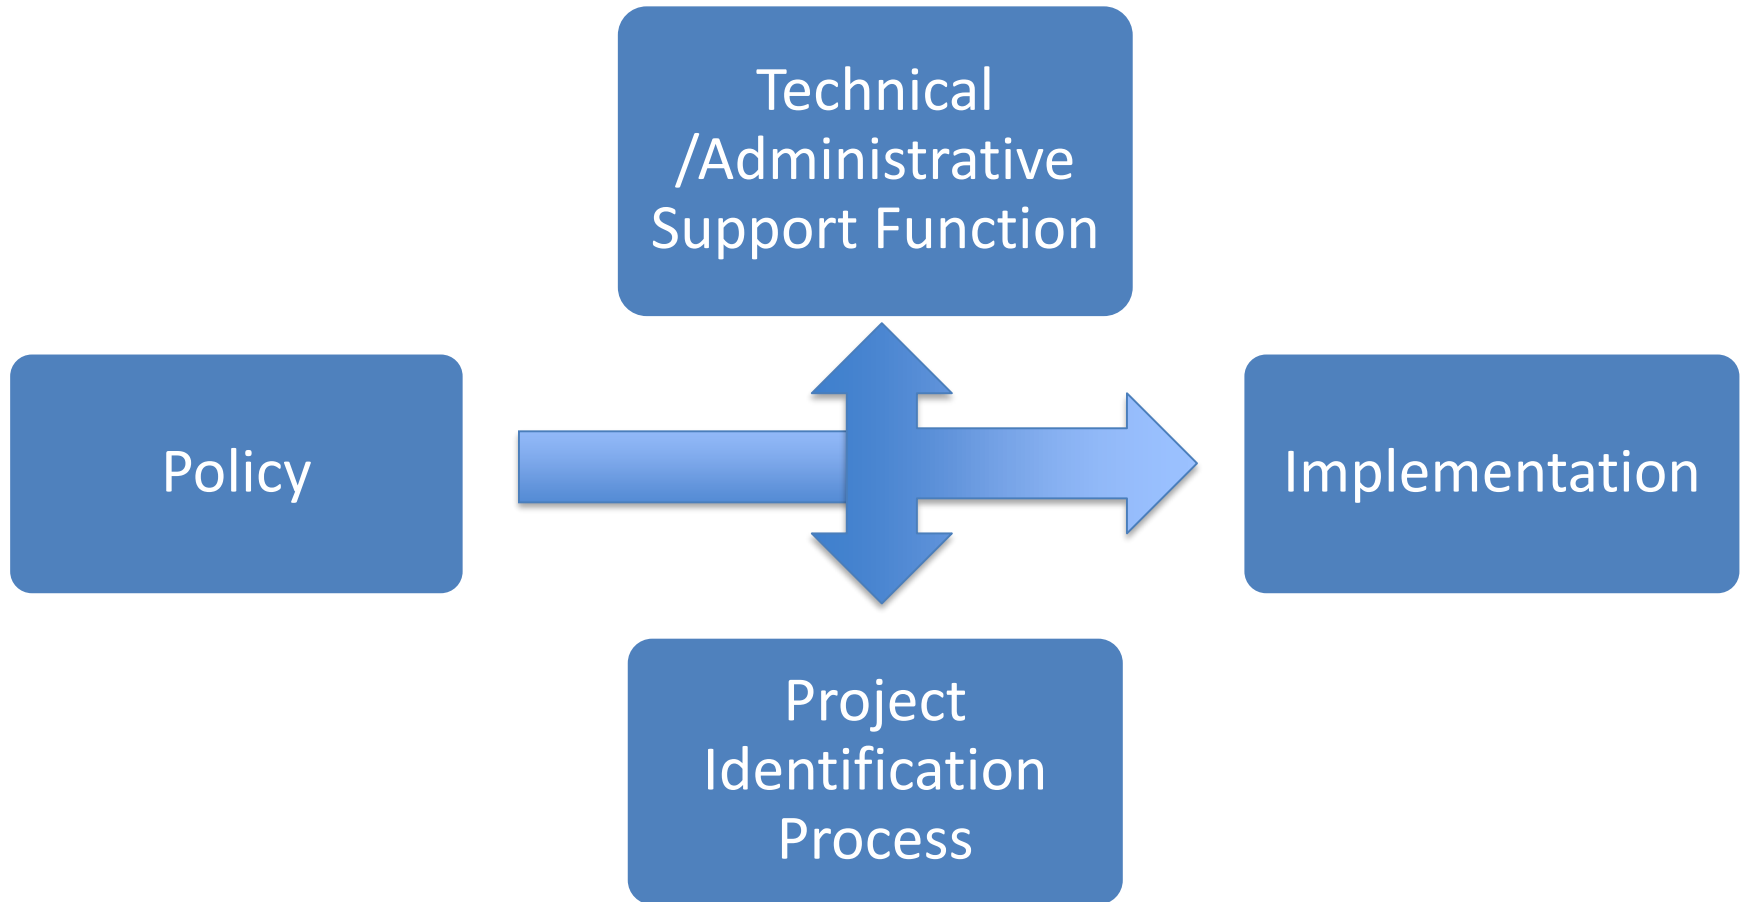 Technical
/Administrative
Support Function
Policy
Implementation
Project
Identification
Process